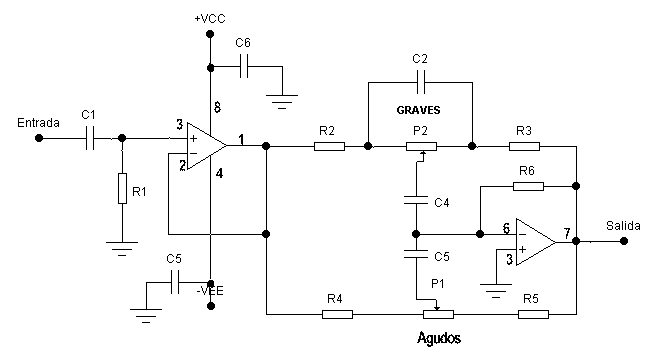 +VCC
C6
C2
8
GRAVES
Entrada
C1
3
+
1
R2
P2
R3
2
−
4
R6
R1
C4
6
−
7
Salida
3
+
C5
C5
P1
-VEE
R4
R5
Agudos